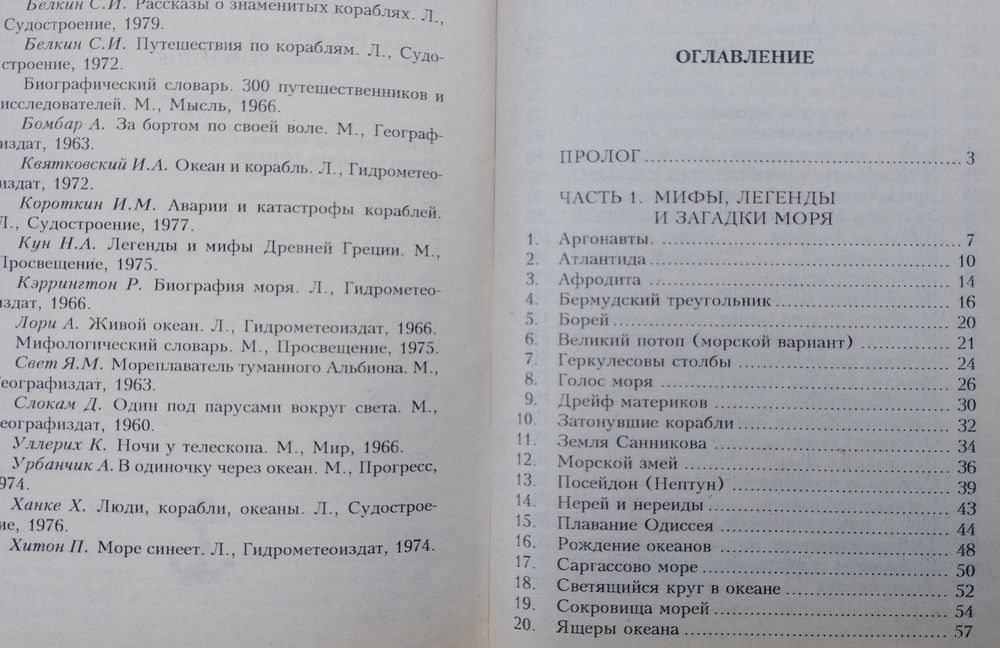 Белкин С.И. Рассказы о знаменитых кораблях. Л.,
Судостроение, 1979.
Белкин С.И. Путешествия по кораблям. Л., Судо-
строение, 1972.
Биографический словарь. 300 путешественников и
исследователей. М., Мысль, 1966.
Бомбар А. За бортом по своей воле. М., Географ-
издат, 1963.
Квятковский И.А. Океан и корабль. Л., Гидрометео-
издат, 1972.
Короткин И.М. Аварии и катастрофы кораблей.
Л., Судостроение, 1977.
Кун Н.А. Легенды и мифы Древней Греции. М.,
Просвещение, 1975.
Кэррингтон Р. Биография моря. Л., Гидрометео-
издат, 1966.
Лори А. Живой океан. Л., Гидрометеоиздат, 1966.
Мифологический словарь. М., Просвещение, 1975.
Свет Я.М. Мореплаватель туманного Альбиона. М.,
Географиздат, 1963.
Слокам Д. Один под парусами вокруг света. М.,
Географиздат, 1960.
Уллерих К. Ночи у телескопа. М., Мир, 1966.
Урбанчик А. В одиночку через океан. М., Прогресс,
974.
Ханке Х. Люди, корабли, океаны. Л., Судострое-
ние, 1976.
Хитон П. Море синеет. Л., Гидрометеоиздат, 1974.
ОГЛАВЛЕНИЕ
ПРОЛОГ 3
ЧАСТЬ 1. МИФЫ, ЛЕГЕНДЫ
И ЗАГАДКИ МОРЯ
1. Аргонавты 7
2. Атлантида 10
3. Афродита 14
4. Бермудский треугольник 16
5. Борей 20
6. Великий потоп (морской вариант) 21
7. Геркулесовы столбы 24
8. Голос моря 26
9. Дрейф материков 30
10. Затонувшие корабли 32
11. Земля Санникова 34
12. Морской змей 36
13. Посейдон (Нептун) 39
14. Нерей и нереиды 43
15. Плавание Одиссея 44
16. Рождение океанов 48
17. Саргассово море 50
18. Светящийся круг в океане 52
19. Сокровища морей 54
20. Ящеры океана 57